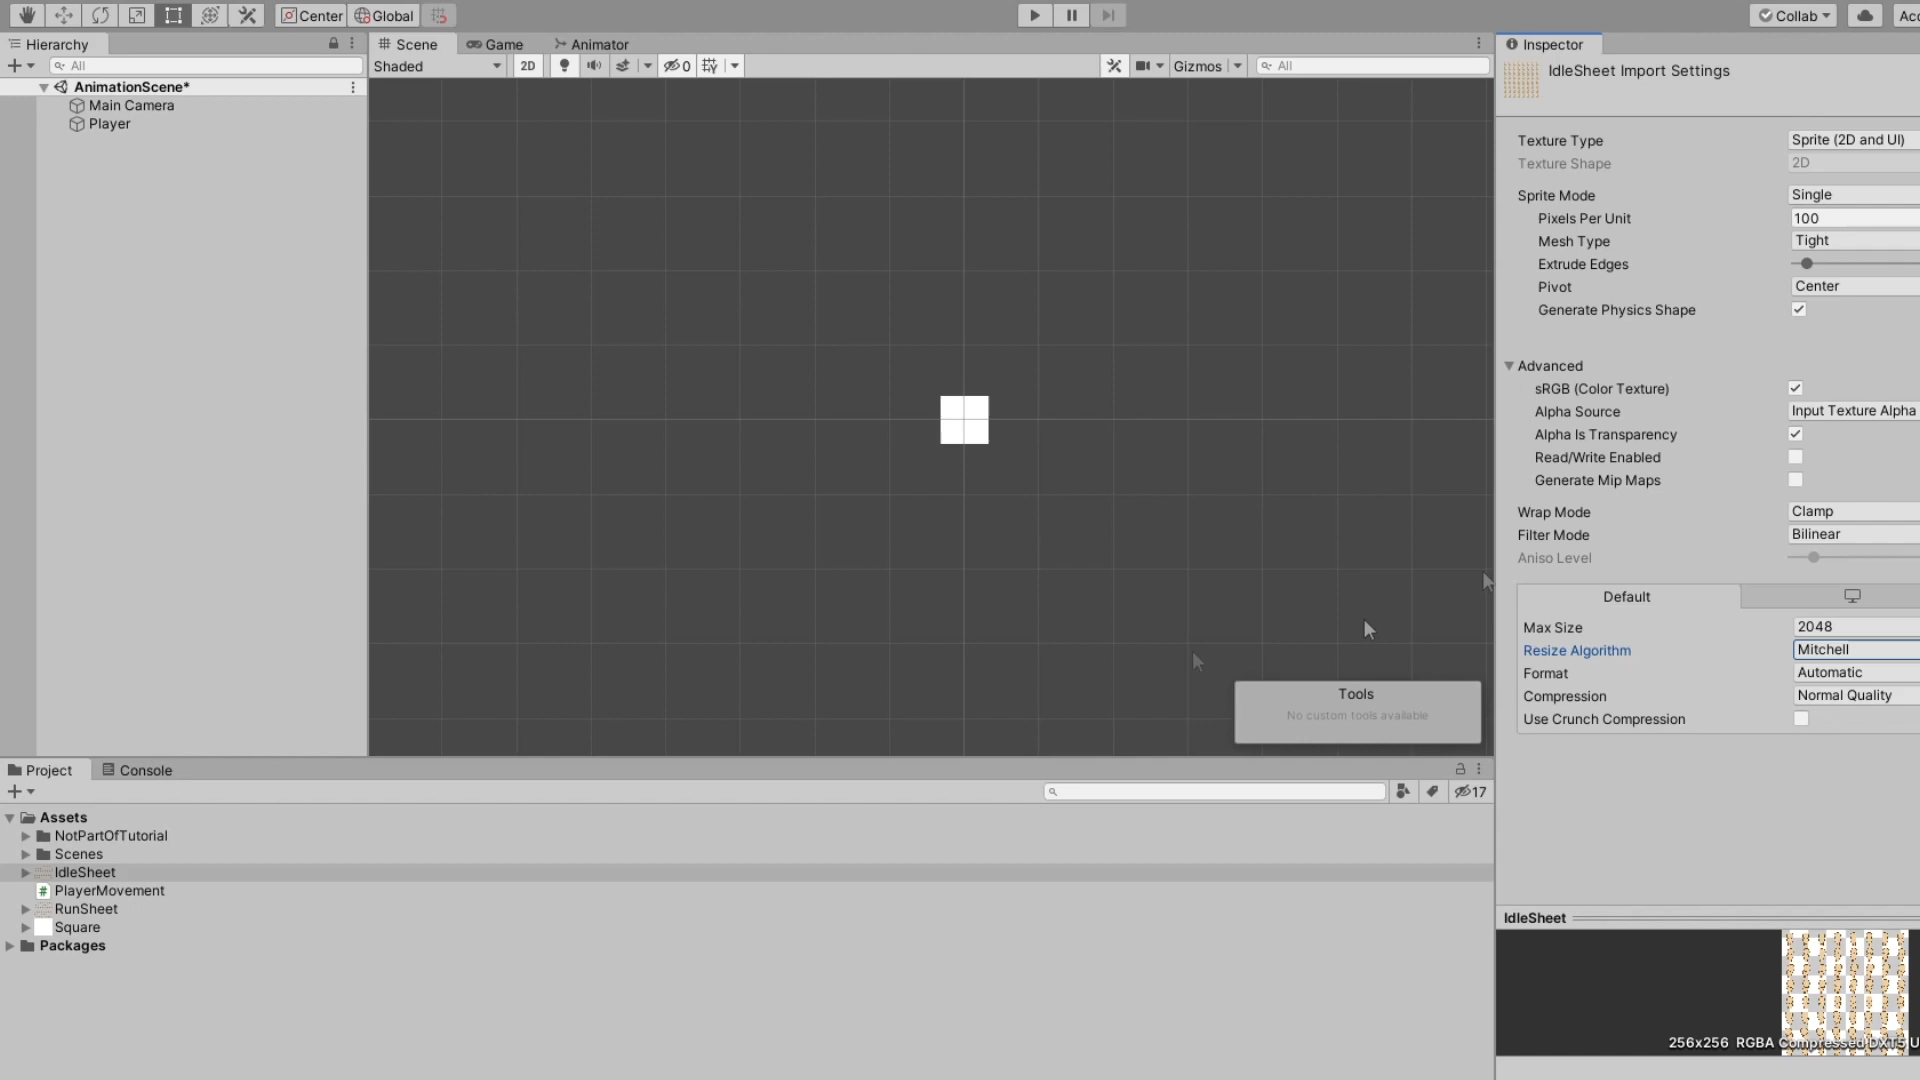 Center Global
Collab
Acc
Hierarchy
All
AnimationScene*
Main Camera
Player
Scene Game Animator
Shaded 2D 0 Gizmos All
Tools
No custom tools available
Inspector
IdleSheet Import Settings
Texture Type Sprite (2D and UI)
Texture Shape 2D
Sprite Mode Single
Pixels Per Unit 100
Mesh Type Tight
Extrude Edges
Pivot Center
Generate Physics Shape
Advanced
sRGB (Color Texture)
Alpha Source Input Texture Alpha
Alpha Is Transparency
Read/Write Enabled
Generate Mip Maps
Wrap Mode Clamp
Filter Mode Bilinear
Aniso Level
Default
Max Size 2048
Resize Algorithm Mitchell
Format Automatic
Compression Normal Quality
Use Crunch Compression
Project Console
17
Assets
NotPartOfTutorial
Scenes
IdleSheet
# PlayerMovement
RunSheet
Square
Packages
IdleSheet
256x256 RGBA Compressed DXT5 U